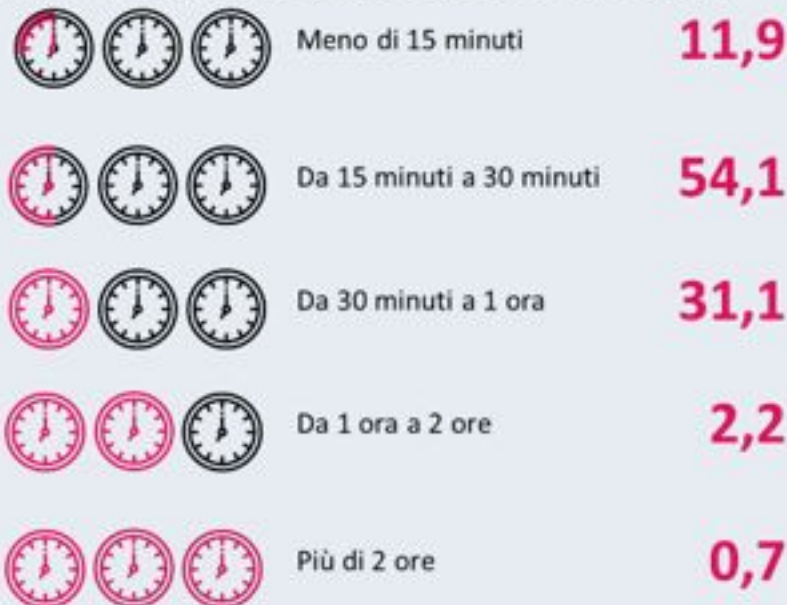 Meno di 15 minuti 11,9
Da 15 minuti a 30 minuti 54,1
Da 30 minuti a 1 ora 31,1
Da 1 ora a 2 ore 2,2
Più di 2 ore 0,7